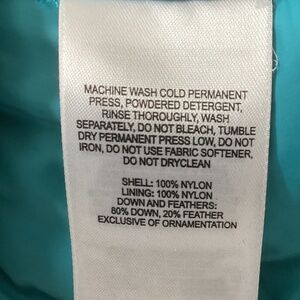 MACHINE WASH COLD PERMANENT
PRESS, POWDERED DETERGENT,
RINSE THOROUGHLY, WASH
SEPARATELY, DO NOT BLEACH, TUMBLE
DRY PERMANENT PRESS LOW, DO NOT
IRON, DO NOT USE FABRIC SOFTENER,
DO NOT DRYCLEAN
SHELL: 100% NYLON
LINING: 100% NYLON
DOWN AND FEATHERS:
80% DOWN, 20% FEATHER
EXCLUSIVE OF ORNAMENTATION